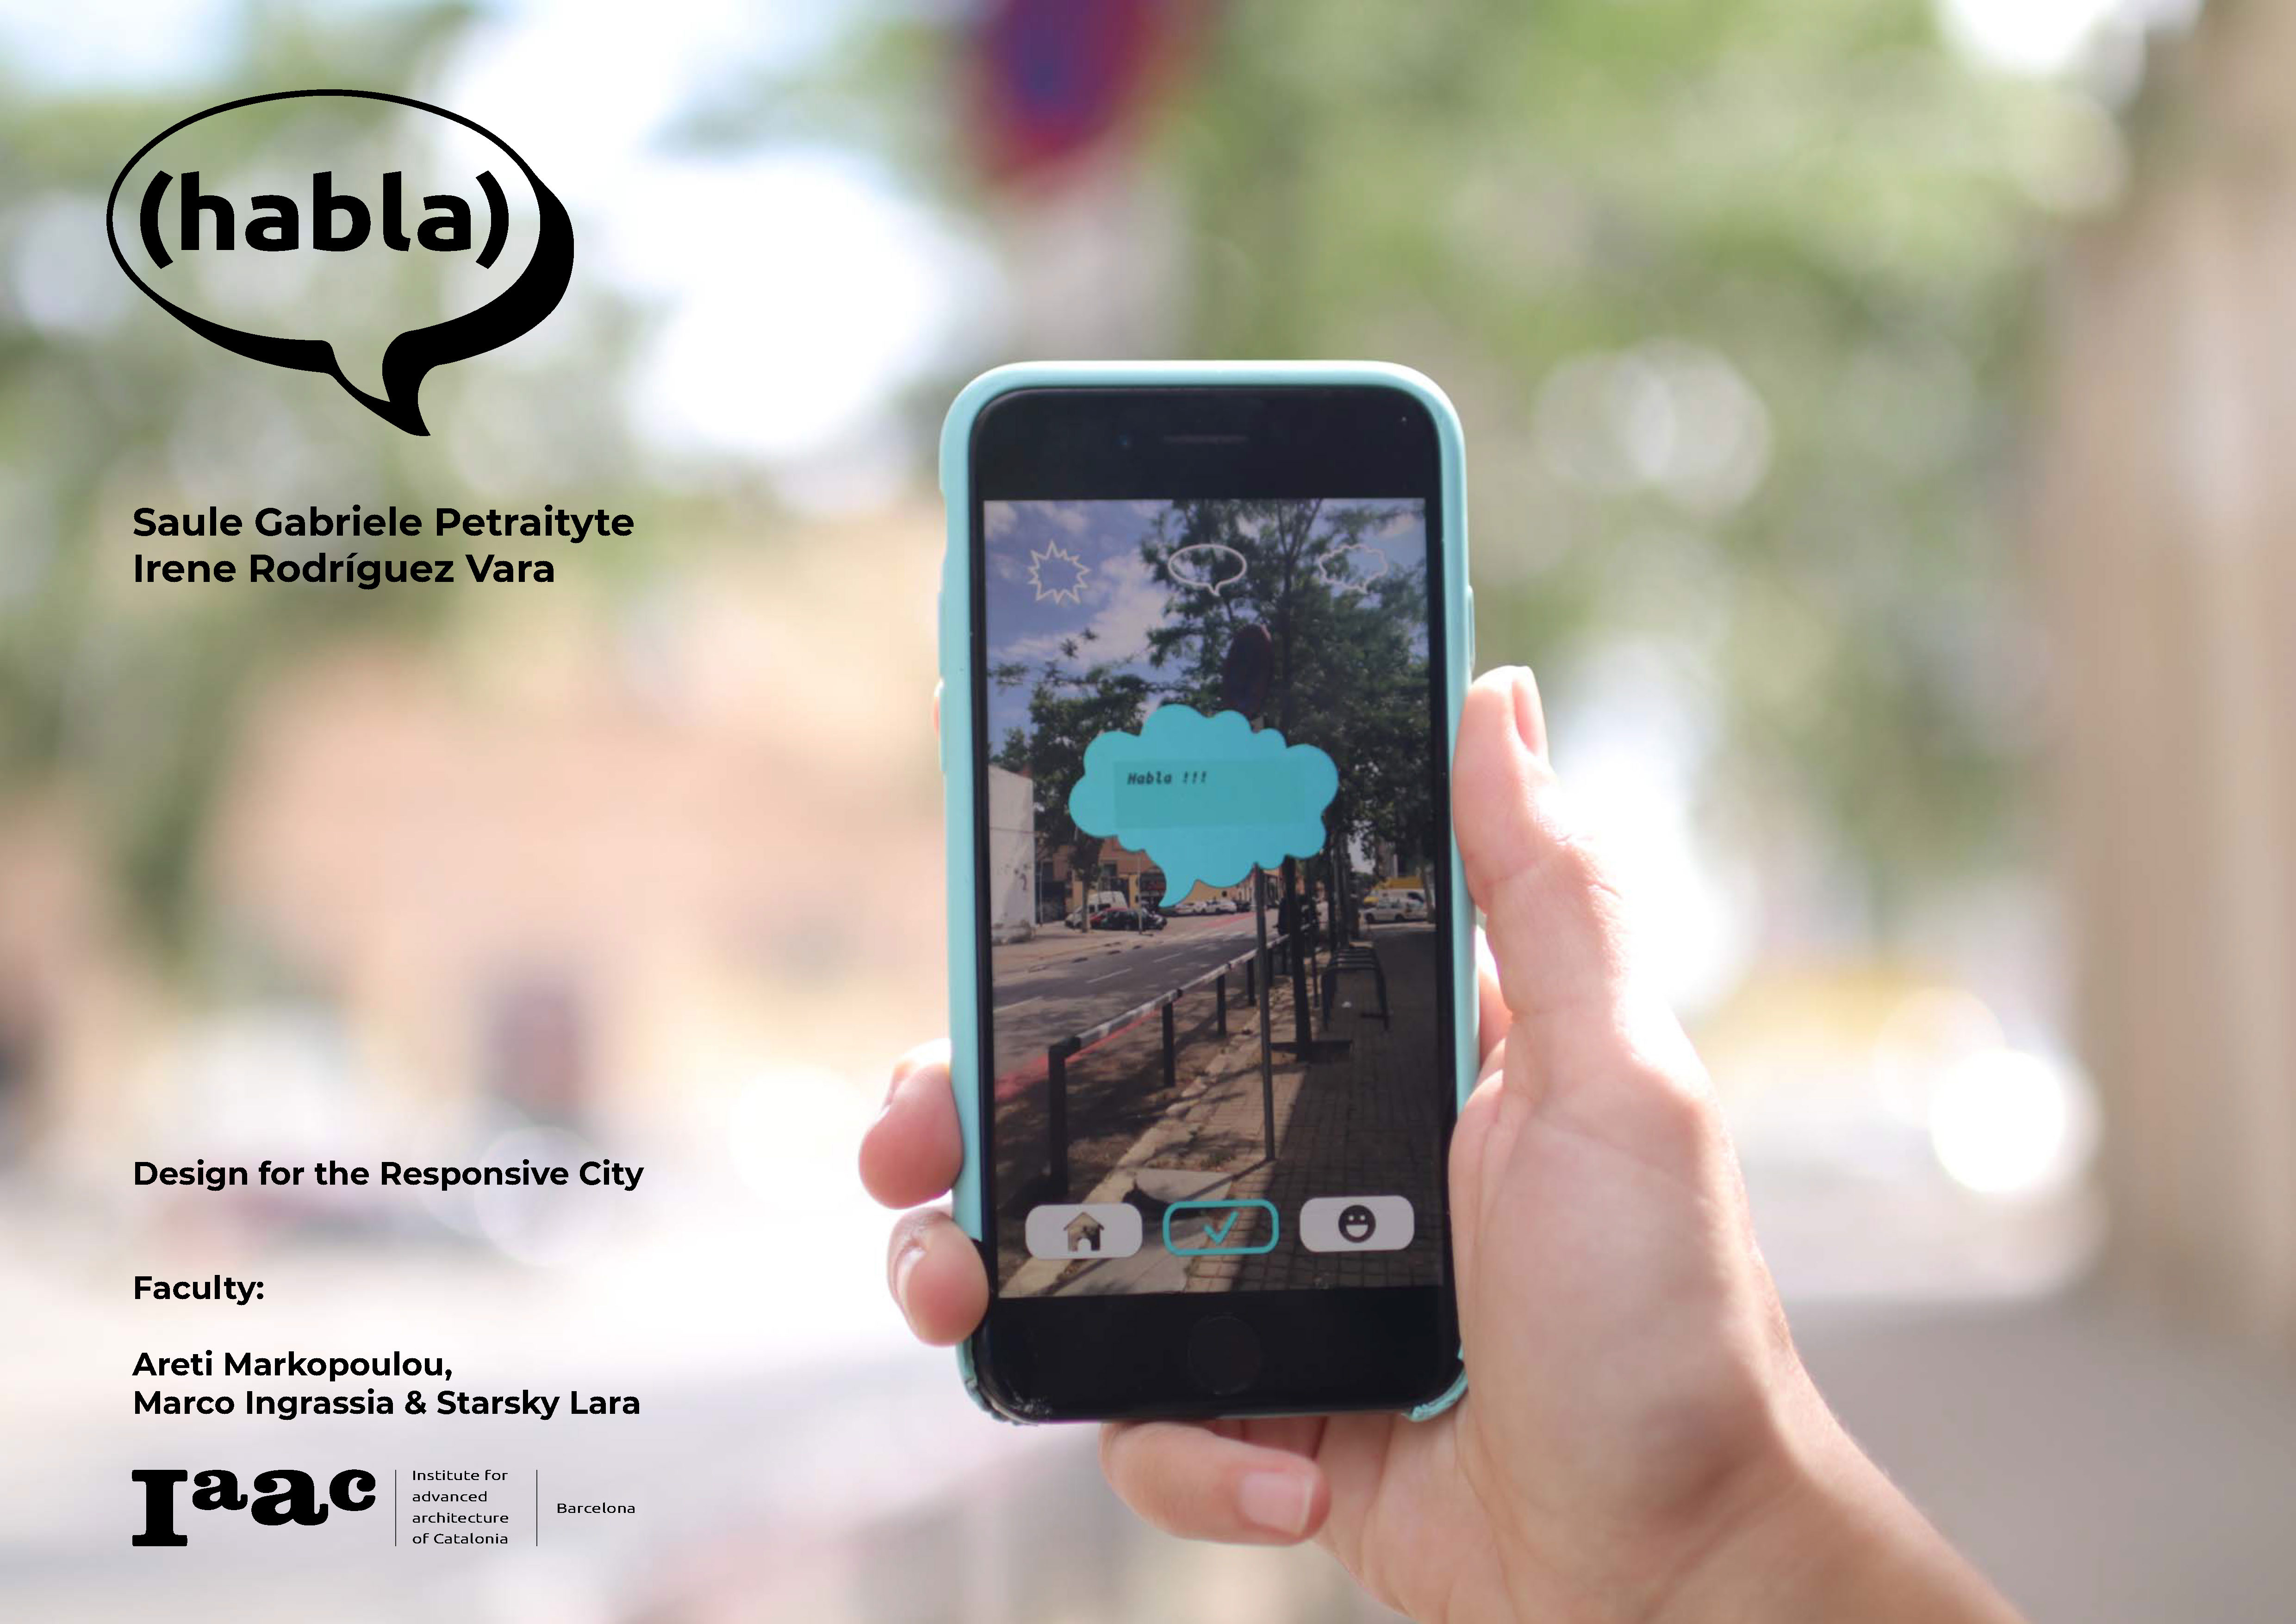 (habla)
Saule Gabriele Petraityte
Irene Rodríguez Vara
Habla !!!
Design for the Responsive City
Faculty:
Areti Markopoulou,
Marco Ingrassia & Starsky Lara
Iaac
Institute for
advanced
architecture
of Catalonia
Barcelona